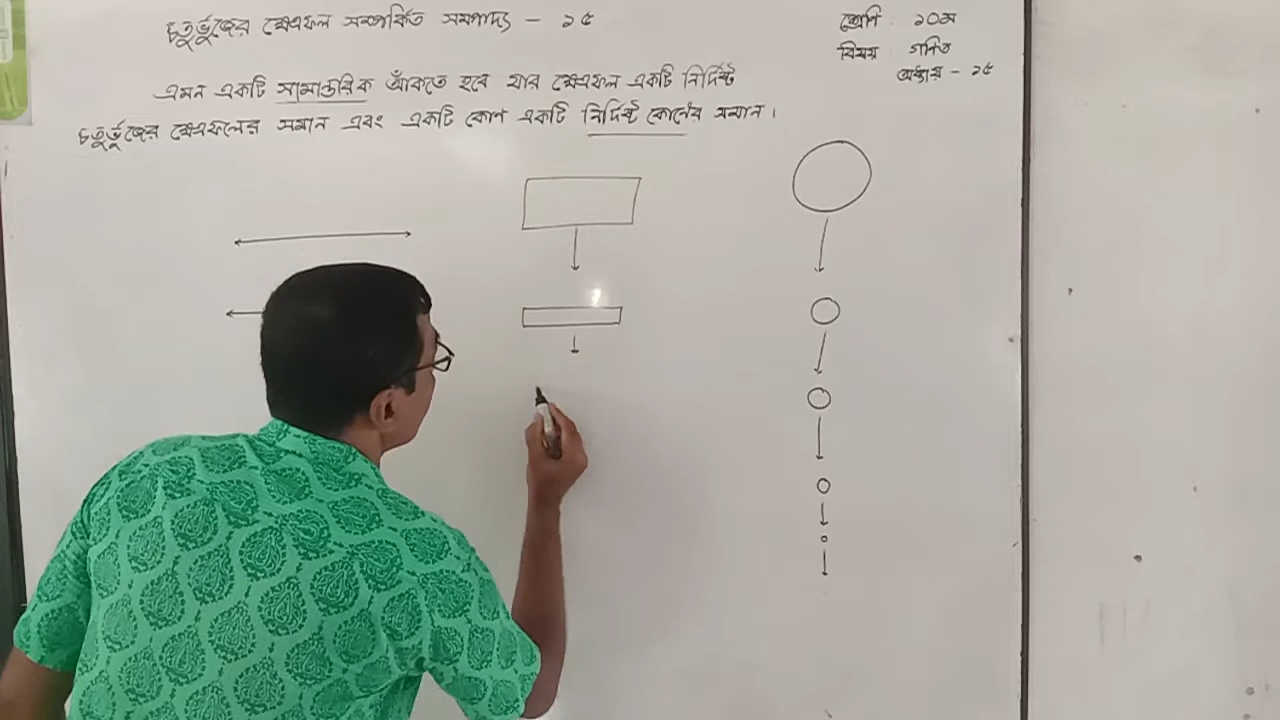 চতুর্ভুজের ক্ষেত্রফল সম্পর্কিত সম্পাদ্য - ১৫
শ্রেণি : ১০ম
বিষয় : গণিত
অধ্যায় - ১৫
এমন একটি সামান্তরিক আঁকতে হবে যার ক্ষেত্রফল একটি নির্দিষ্ট
চতুর্ভুজের ক্ষেত্রফলের সমান এবং একটি কোণ একটি নির্দিষ্ট কোণের সমান।